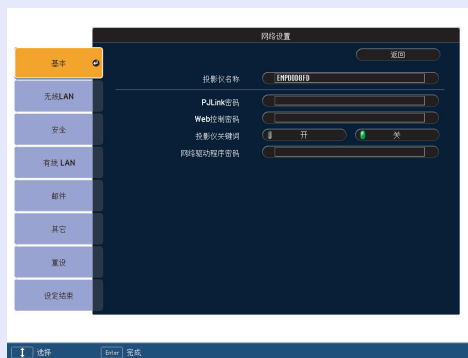 网络设置
返回
基本
投影仪名称 EMP00D8FD
无线LAN
PJLink密码
Web控制密码
安全
投影仪关键词 开 关
网络驱动程序密码
有线 LAN
邮件
其它
重设
设定结束
选择 Enter 完成